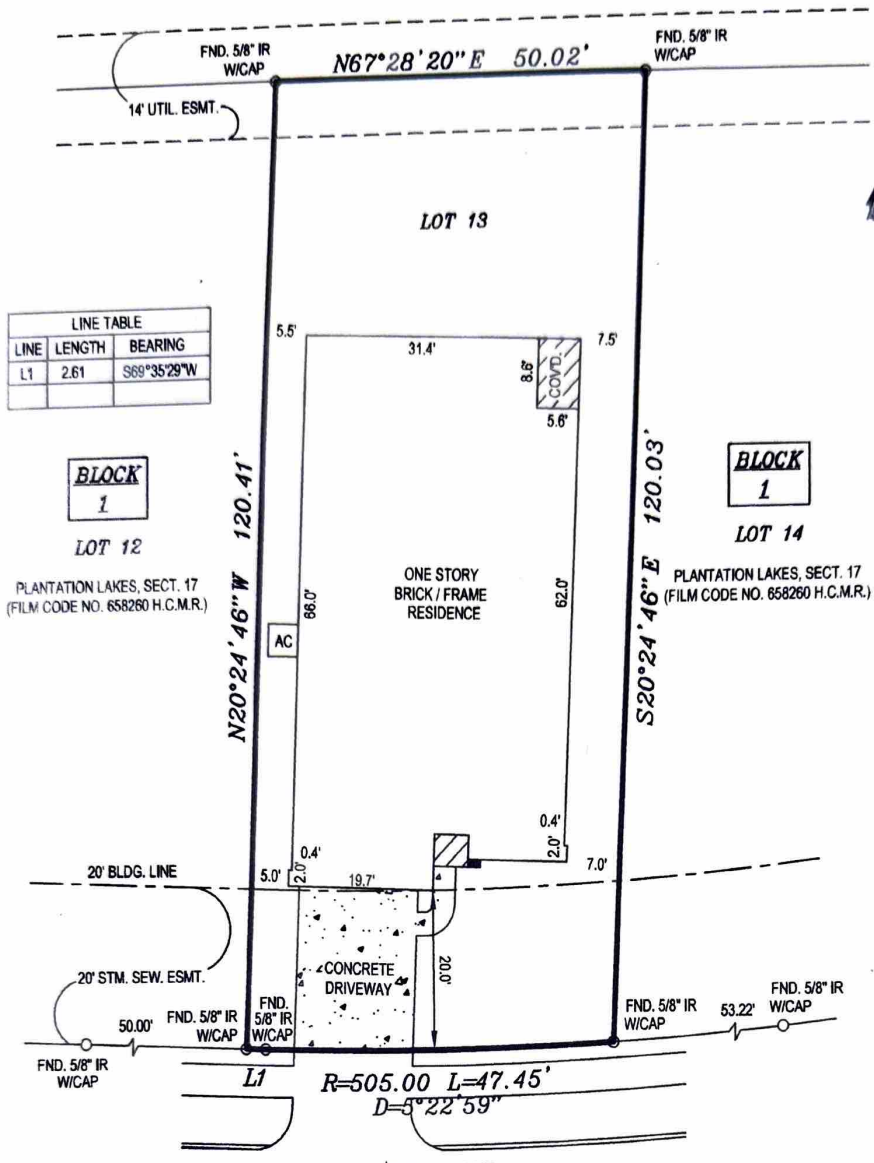 FND. 5/8" IR
W/CAP
N67°28'20"E 50.02'
FND. 5/8" IR
W/CAP
14' UTIL. ESMT.
LOT 13
LINE TABLE
LINE LENGTH BEARING
L1 2.61 S69°35'29"W
5.5'
31.4'
7.5'
8.6'
COV'D.
5.6'
BLOCK
1
LOT 12
PLANTATION LAKES, SECT. 17
(FILM CODE NO. 658260 H.C.M.R.)
N20°24'46"W 120.41'
66.0'
AC
ONE STORY
BRICK / FRAME
RESIDENCE
62.0'
S20°24'46"E 120.03'
BLOCK
1
LOT 14
PLANTATION LAKES, SECT. 17
(FILM CODE NO. 658260 H.C.M.R.)
20' BLDG. LINE
5.0'
0.4'
2.0'
19.7'
0.4'
2.0'
7.0'
20' STM. SEW. ESMT.
CONCRETE
DRIVEWAY
20.0'
FND. 5/8" IR
W/CAP
50.00'
FND. 5/8" IR
W/CAP
FND.
5/8" IR
W/CAP
FND. 5/8" IR
W/CAP
53.22'
FND. 5/8" IR
W/CAP
L1
R=505.00 L=47.45'
D=5°22'59"